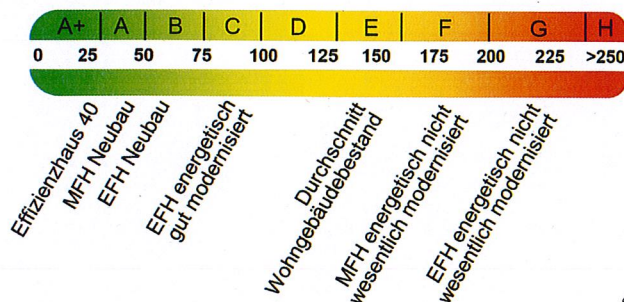 A+ A B C D E F G H
0 25 50 75 100 125 150 175 200 225 >250
Effizienzhaus 40
MFH Neubau
EFH Neubau
EFH energetisch
gut modernisiert
Durchschnitt
Wohngebäudebestand
MFH energetisch nicht
wesentlich modernisiert
EFH energetisch nicht
wesentlich modernisiert